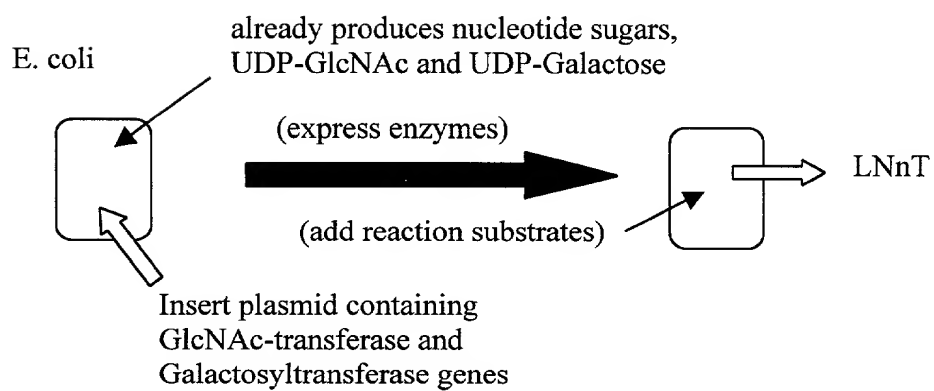 already produces nucleotide sugars,
UDP-GlcNAc and UDP-Galactose
E. coli
(express enzymes)
(add reaction substrates)
LNnT
Insert plasmid containing
GlcNAc-transferase and
Galactosyltransferase genes